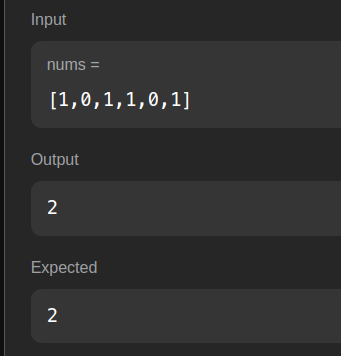 Input
nums =
[1,0,1,1,0,1]
Output
2
Expected
2